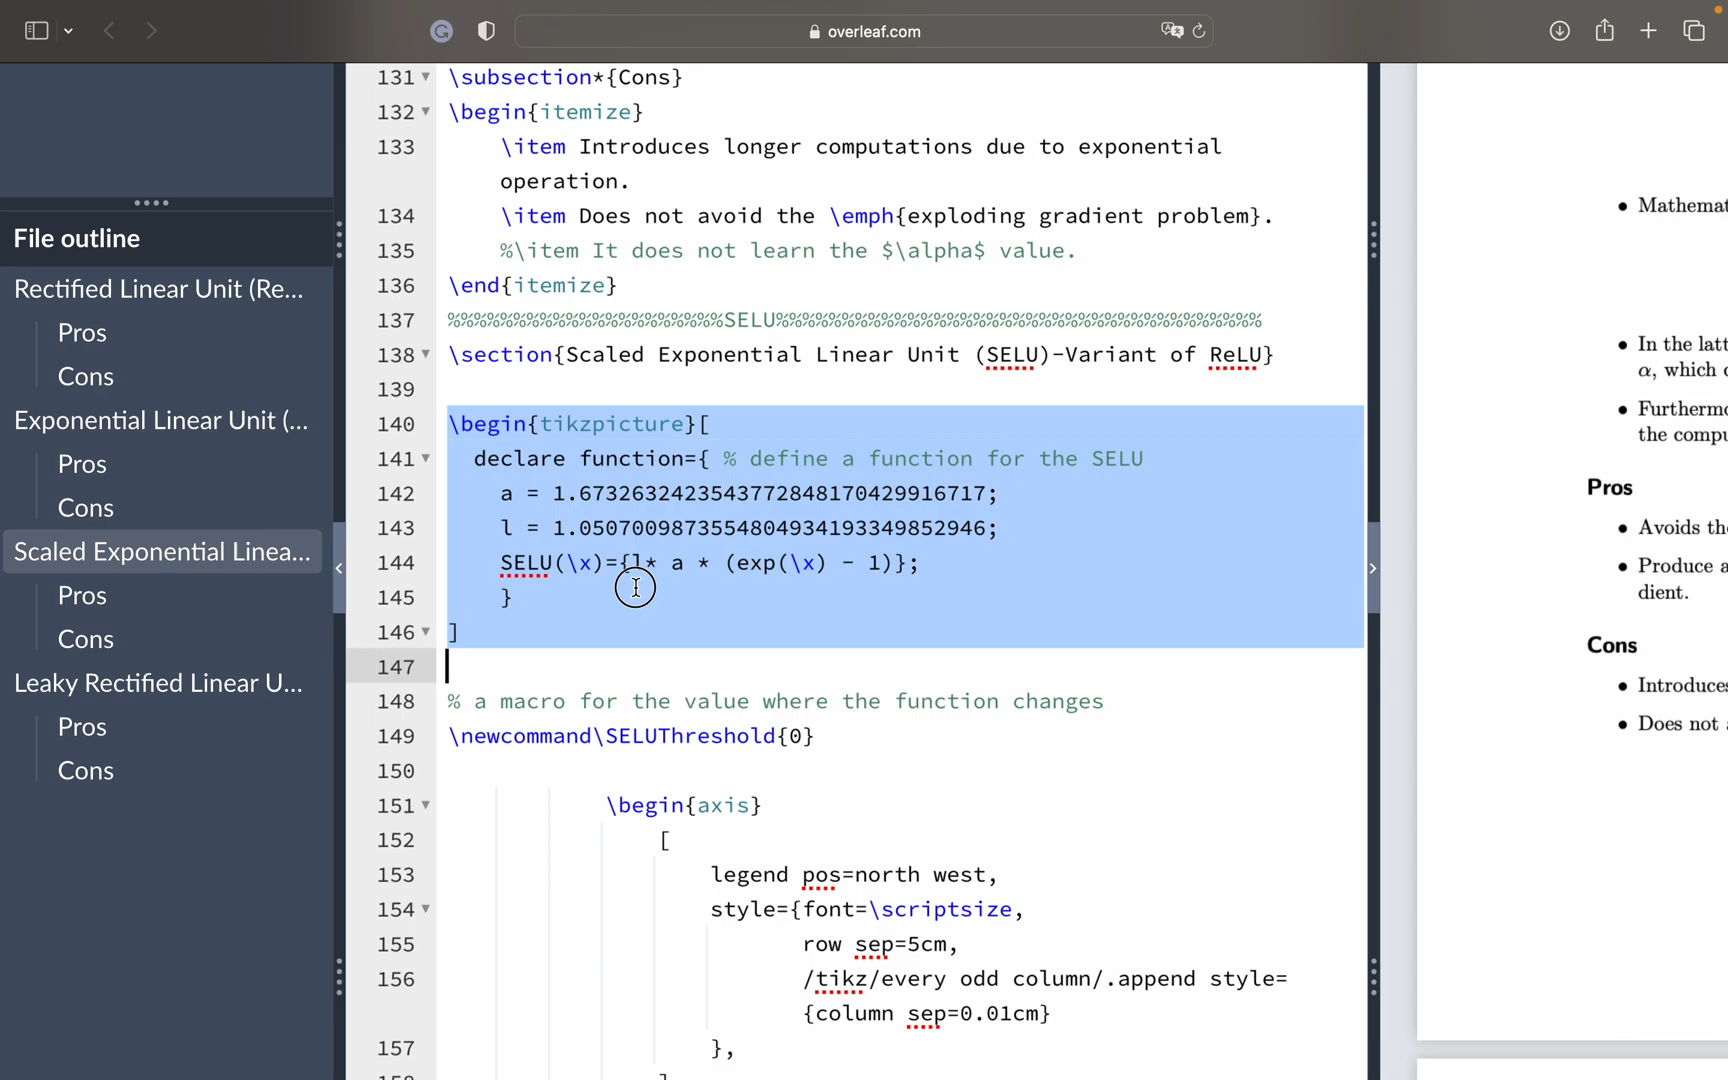 overleaf.com
File outline
Rectified Linear Unit (Re...
Pros
Cons
Exponential Linear Unit (...
Pros
Cons
Scaled Exponential Linea...
Pros
Cons
Leaky Rectified Linear U...
Pros
Cons
131 \subsection*{Cons}
132 \begin{itemize}
133 \item Introduces longer computations due to exponential
operation.
134 \item Does not avoid the \emph{exploding gradient problem}.
135 %\item It does not learn the $\alpha$ value.
136 \end{itemize}
137 %%%%%%%%%%%%%%%%%%%%%SELU%%%%%%%%%%%%%%%%%%%%%%%%%%%%%%%%%%%%%
138 \section{Scaled Exponential Linear Unit (SELU)-Variant of ReLU}
139
140 \begin{tikzpicture}[
141 declare function={ % define a function for the SELU
142 a = 1.6732632423543772848170429916717;
143 l = 1.0507009873554804934193349852946;
144 SELU(\x)={l* a * (exp(\x) - 1)};
145 }
146 ]
147
148 % a macro for the value where the function changes
149 \newcommand\SELUThreshold{0}
150
151 \begin{axis}
152 [
153 legend pos=north west,
154 style={font=\scriptsize,
155 row sep=5cm,
156 /tikz/every odd column/.append style=
{column sep=0.01cm}
157 },
• Mathemat
• In the latt
α, which
• Furthermo
the compu
Pros
• Avoids the
• Produce a
dient.
Cons
• Introduces
• Does not